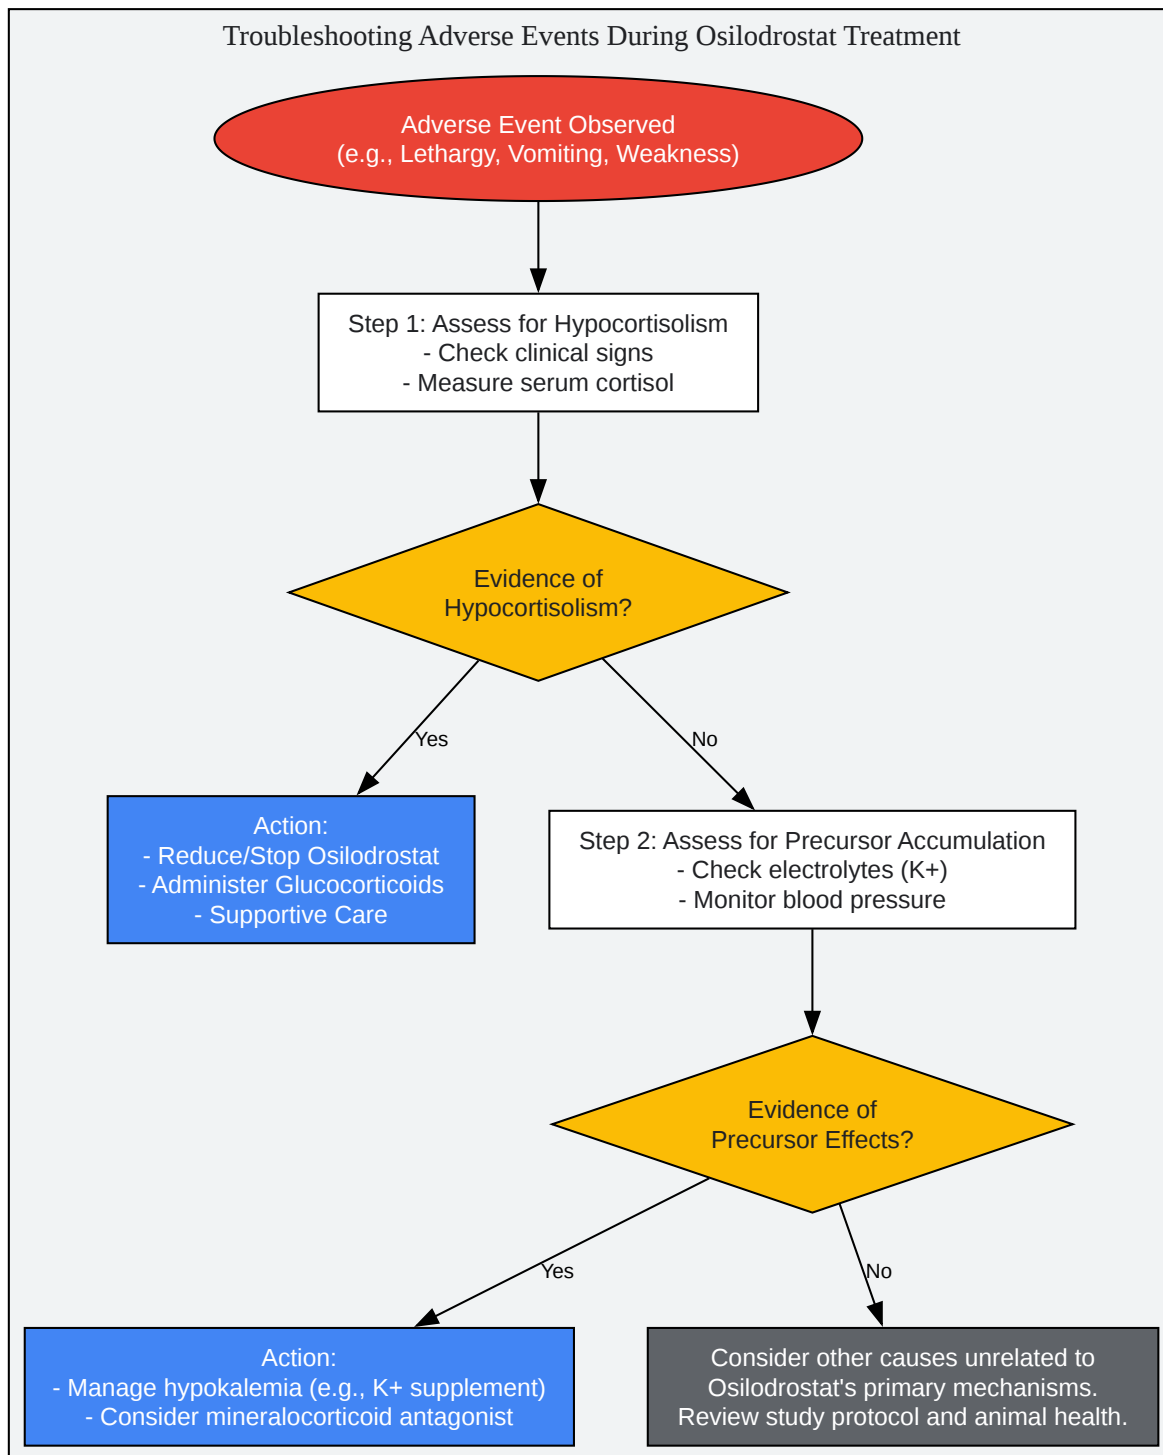 Troubleshooting Adverse Events During Osilodrostat Treatment
Adverse Event Observed
(e.g., Lethargy, Vomiting, Weakness)
Step 1: Assess for Hypocortisolism
- Check clinical signs
- Measure serum cortisol
Evidence of
Hypocortisolism?
Yes
No
Action:
- Reduce/Stop Osilodrostat
- Administer Glucocorticoids
- Supportive Care
Step 2: Assess for Precursor Accumulation
- Check electrolytes (K+)
- Monitor blood pressure
Evidence of
Precursor Effects?
Yes
No
Action:
- Manage hypokalemia (e.g., K+ supplement)
- Consider mineralocorticoid antagonist
Consider other causes unrelated to
Osilodrostat's primary mechanisms.
Review study protocol and animal health.